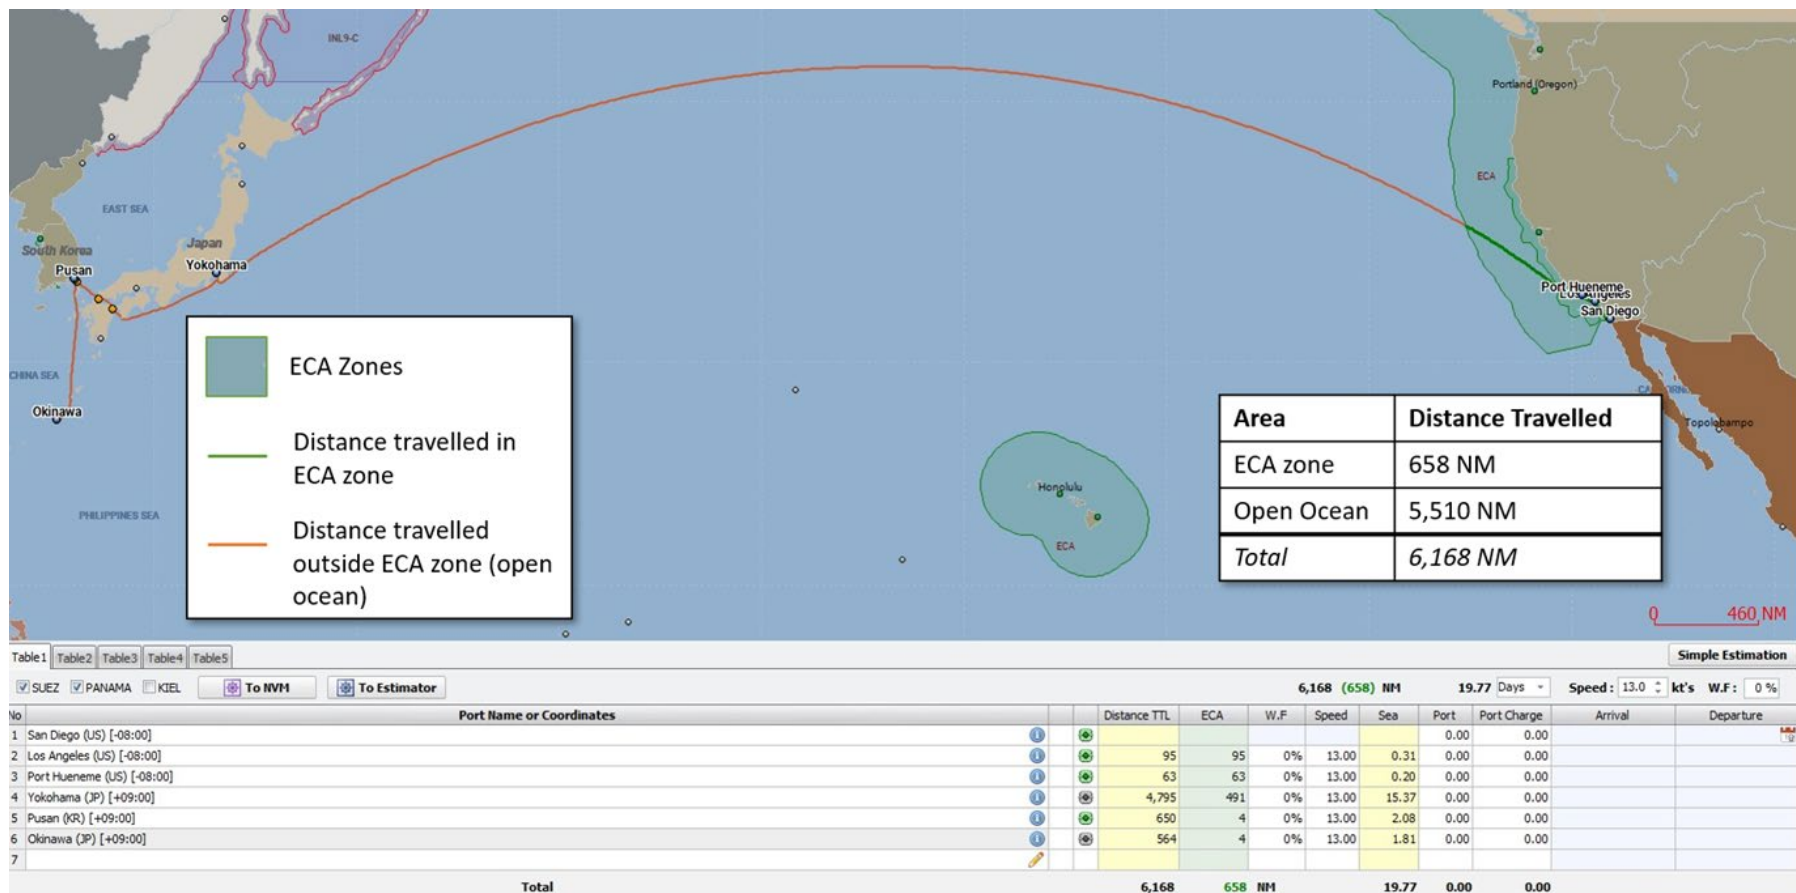 INL9-C
Portland (Oregon)
ECA
EAST SEA
South Korea
Japan
Pusan
Yokohama
Port Hueneme
Los Angeles
San Diego
CHINA SEA
Okinawa
PHILIPPINES SEA
ECA Zones
Distance travelled in
ECA zone
Distance travelled
outside ECA zone (open
ocean)
Honolulu
ECA
Topolobampo
Area Distance Travelled
ECA zone 658 NM
Open Ocean 5,510 NM
Total 6,168 NM
0 460 NM
Table1 Table2 Table3 Table4 Table5 Simple Estimation
SUEZ PANAMA KIEL To NVM To Estimator 6,168 (658) NM 19.77 Days Speed : 13.0 kt's W.F : 0 %
No Port Name or Coordinates Distance TTL ECA W.F Speed Sea Port Port Charge Arrival Departure
1 San Diego (US) [-08:00] 0.00 0.00
2 Los Angeles (US) [-08:00] 95 95 0% 13.00 0.31 0.00 0.00
3 Port Hueneme (US) [-08:00] 63 63 0% 13.00 0.20 0.00 0.00
4 Yokohama (JP) [+09:00] 4,795 491 0% 13.00 15.37 0.00 0.00
5 Pusan (KR) [+09:00] 650 4 0% 13.00 2.08 0.00 0.00
6 Okinawa (JP) [+09:00] 564 4 0% 13.00 1.81 0.00 0.00
7
Total 6,168 658 NM 19.77 0.00 0.00